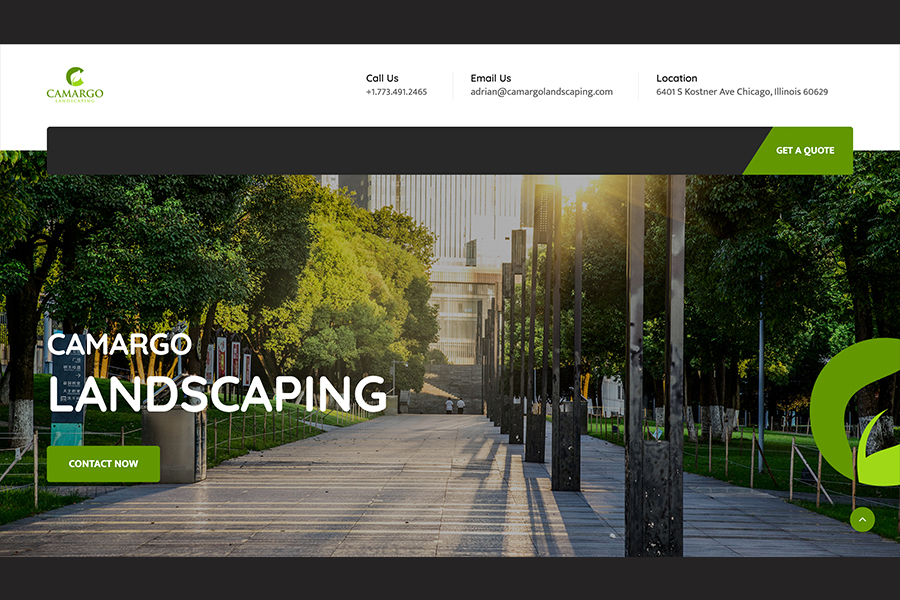 CAMARGO
LANDSCAPING
Call Us
+1.773.491.2465
Email Us
adrian@camargolandscaping.com
Location
6401 S Kostner Ave Chicago, Illinois 60629
GET A QUOTE
CAMARGO
LANDSCAPING
CONTACT NOW